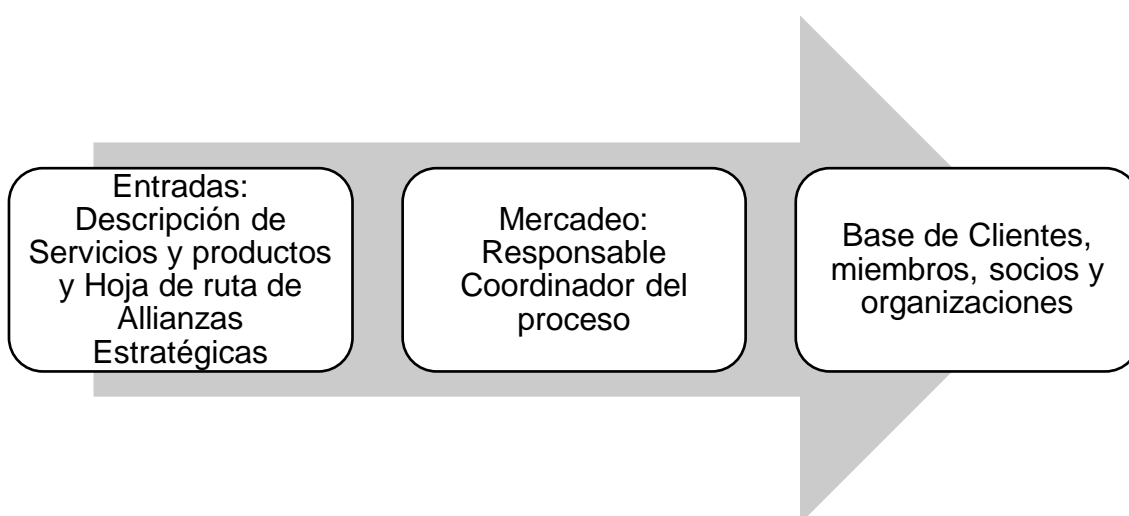 Entradas:
Descripción de
Servicios y productos
y Hoja de ruta de
Allianzas
Estratégicas
Mercadeo:
Responsable
Coordinador del
proceso
Base de Clientes,
miembros, socios y
organizaciones